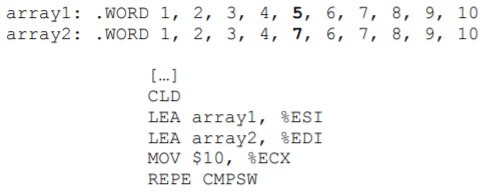 array1: .WORD 1, 2, 3, 4, 5, 6, 7, 8, 9, 10
array2: .WORD 1, 2, 3, 4, 7, 6, 7, 8, 9, 10
[…]
CLD
LEA array1, %ESI
LEA array2, %EDI
MOV $10, %ECX
REPE CMPSW